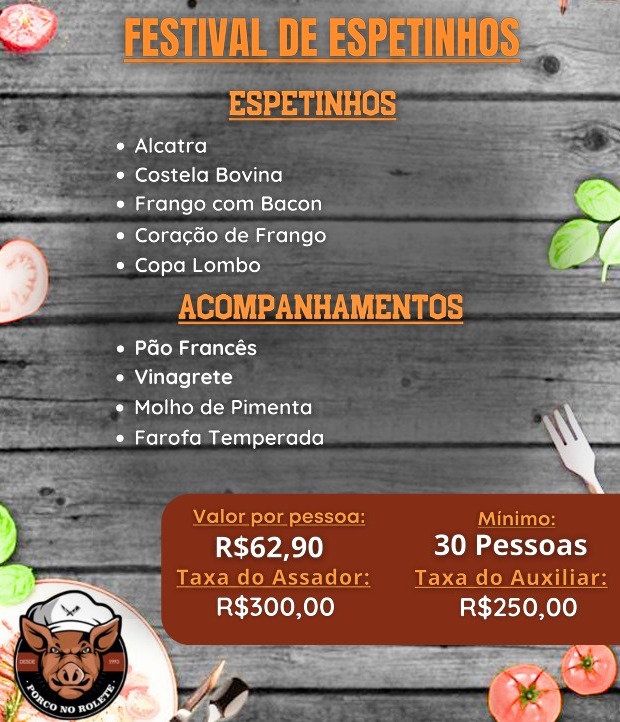 FESTIVAL DE ESPETINHOS
ESPETINHOS
Alcatra
Costela Bovina
Frango com Bacon
Coração de Frango
Copa Lombo
ACOMPANHAMENTOS
Pão Francês
Vinagrete
Molho de Pimenta
Farofa Temperada
Valor por pessoa:
R$62,90
Taxa do Assador:
R$300,00
Mínimo:
30 Pessoas
Taxa do Auxiliar:
R$250,00
DESDE
PORCO NO ROLETE